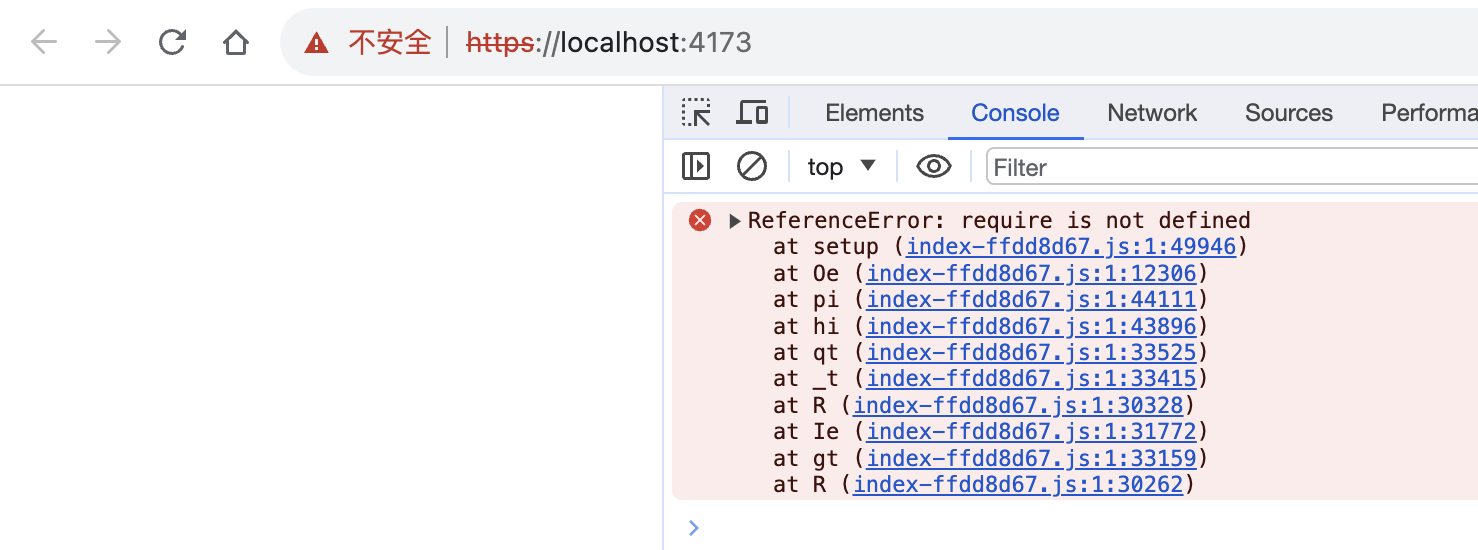 不安全 https://localhost:4173
Elements Console Network Sources Performa
top Filter
ReferenceError: require is not defined
at setup (index-ffdd8d67.js:1:49946)
at Oe (index-ffdd8d67.js:1:12306)
at pi (index-ffdd8d67.js:1:44111)
at hi (index-ffdd8d67.js:1:43896)
at qt (index-ffdd8d67.js:1:33525)
at _t (index-ffdd8d67.js:1:33415)
at R (index-ffdd8d67.js:1:30328)
at Ie (index-ffdd8d67.js:1:31772)
at gt (index-ffdd8d67.js:1:33159)
at R (index-ffdd8d67.js:1:30262)